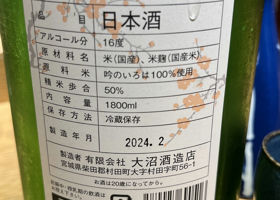 品目 日本酒
アルコール分 16度
原材料名 米(国産)、米麹(国産米)
原料米 吟のいろは100%使用
精米歩合 50%
内容量 1800ml
保存方法 冷蔵保存
製造年月 2024.2
製造者 有限会社 大沼酒造店
宮城県柴田郡村田町大字村田字町56-1
お酒は20歳になってから。